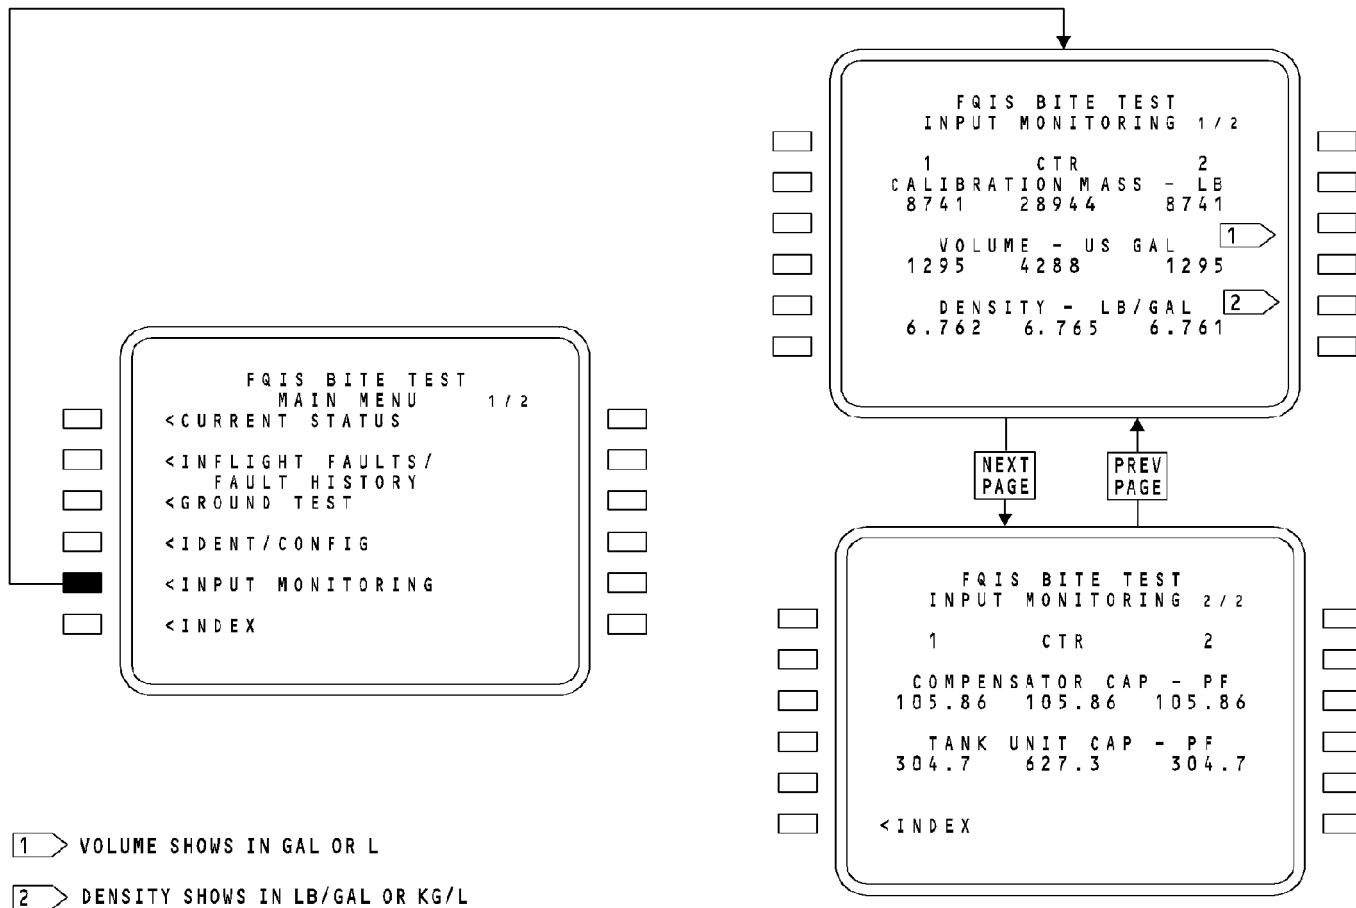 FQIS BITE TEST
INPUT MONITORING 1/2
1 CTR 2
CALIBRATION MASS - LB
8741 28944 8741
1
VOLUME - US GAL
1295 4288 1295
2
DENSITY - LB/GAL
6.762 6.765 6.761
FQIS BITE TEST
MAIN MENU 1/2
<CURRENT STATUS
<INFLIGHT FAULTS/
FAULT HISTORY
<GROUND TEST
<IDENT/CONFIG
<INPUT MONITORING
<INDEX
NEXT
PAGE
PREV
PAGE
FQIS BITE TEST
INPUT MONITORING 2/2
1 CTR 2
COMPENSATOR CAP - PF
105.86 105.86 105.86
TANK UNIT CAP - PF
304.7 627.3 304.7
<INDEX
1 VOLUME SHOWS IN GAL OR L
2 DENSITY SHOWS IN LB/GAL OR KG/L